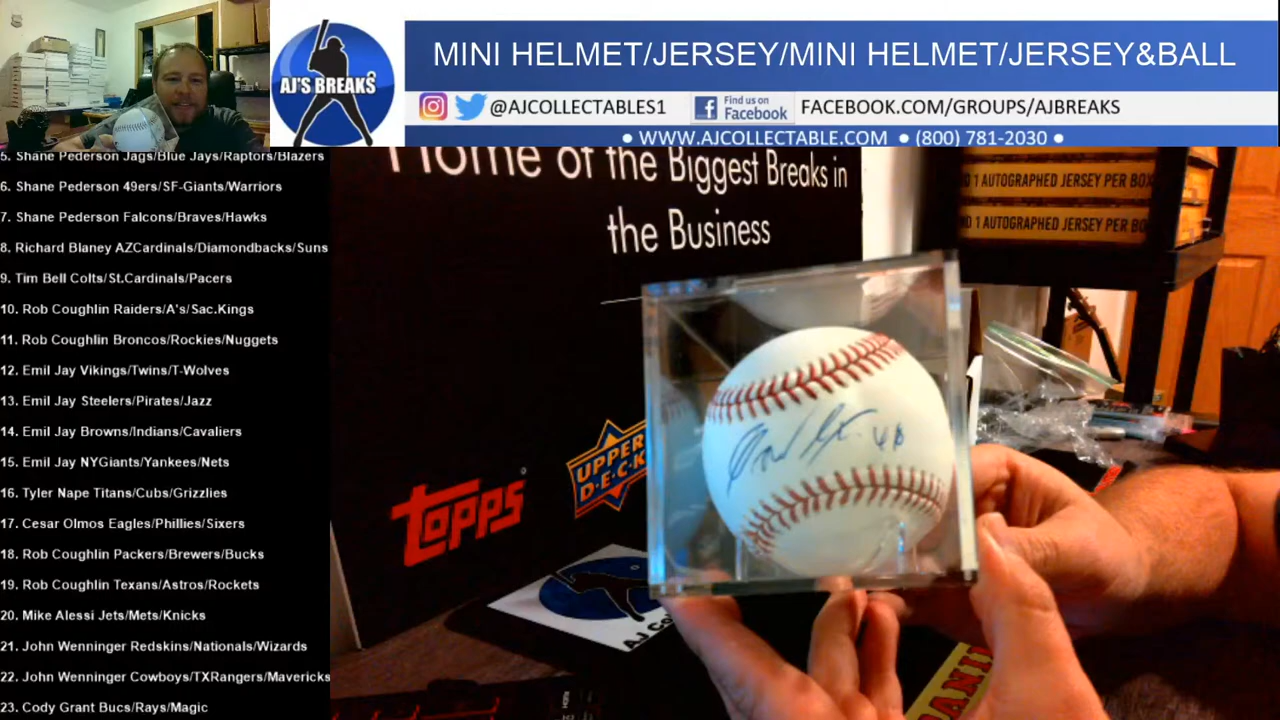 AJ'S BREAKS
MINI HELMET/JERSEY/MINI HELMET/JERSEY&BALL
@AJCOLLECTABLES1
Find us on
Facebook
FACEBOOK.COM/GROUPS/AJBREAKS
● WWW.AJCOLLECTABLE.COM ● (800) 781-2030 ●
5. Shane Pederson Jags/Blue Jays/Raptors/Blazers
6. Shane Pederson 49ers/SF-Giants/Warriors
7. Shane Pederson Falcons/Braves/Hawks
8. Richard Blaney AZCardinals/Diamondbacks/Suns
9. Tim Bell Colts/St.Cardinals/Pacers
10. Rob Coughlin Raiders/A's/Sac.Kings
11. Rob Coughlin Broncos/Rockies/Nuggets
12. Emil Jay Vikings/Twins/T-Wolves
13. Emil Jay Steelers/Pirates/Jazz
14. Emil Jay Browns/Indians/Cavaliers
15. Emil Jay NYGiants/Yankees/Nets
16. Tyler Nape Titans/Cubs/Grizzlies
17. Cesar Olmos Eagles/Phillies/Sixers
18. Rob Coughlin Packers/Brewers/Bucks
19. Rob Coughlin Texans/Astros/Rockets
20. Mike Alessi Jets/Mets/Knicks
21. John Wenninger Redskins/Nationals/Wizards
22. John Wenninger Cowboys/TXRangers/Mavericks
23. Cody Grant Bucs/Rays/Magic
Home of the Biggest Breaks in
the Business
1 AUTOGRAPHED JERSEY PER BOX
1 AUTOGRAPHED JERSEY PER BO
TOPPS
UPPER
D·E·C·K
AJ
PANINI